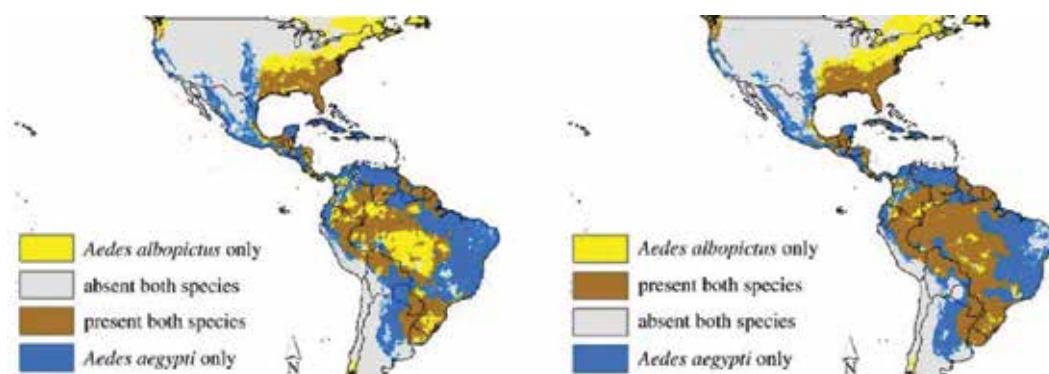 Aedes albopictus only
absent both species
present both species
Aedes aegypti only
N
Aedes albopictus only
present both species
absent both species
Aedes aegypti only
N